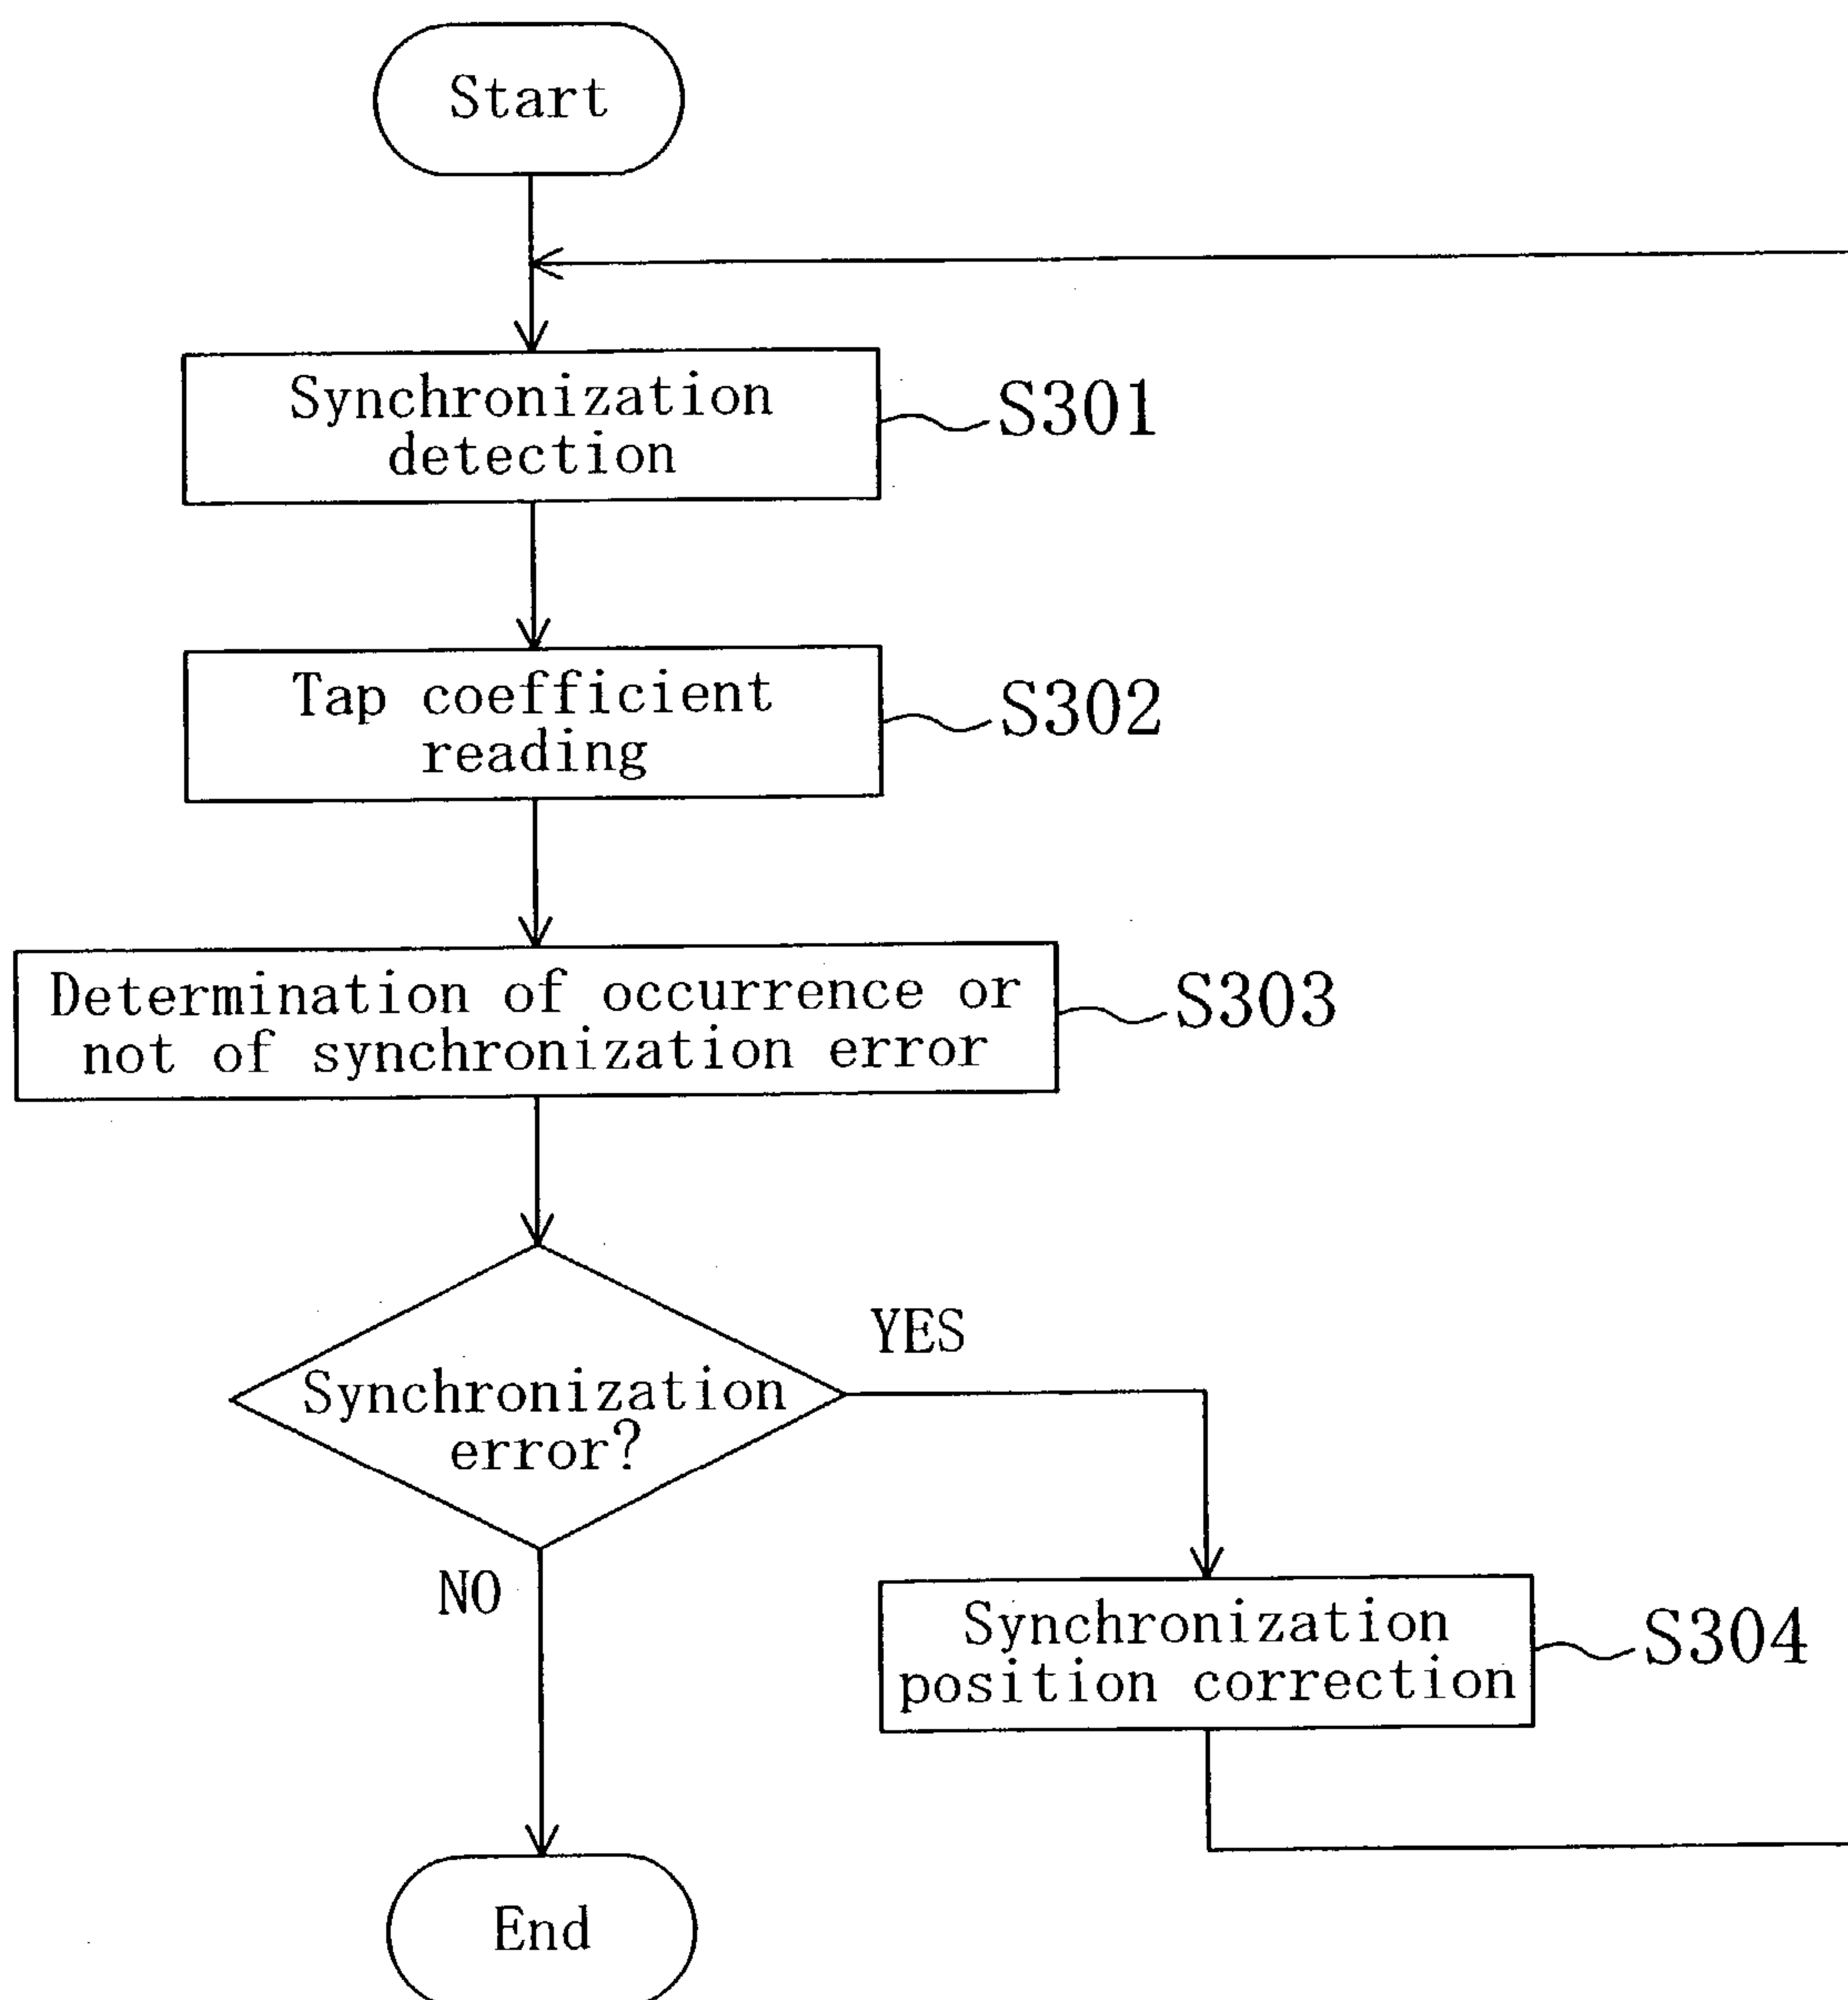 Start
Synchronization
detection
S301
Tap coefficient
reading
S302
Determination of occurrence or
not of synchronization error
S303
Synchronization
error?
YES
NO
Synchronization
position correction
S304
End